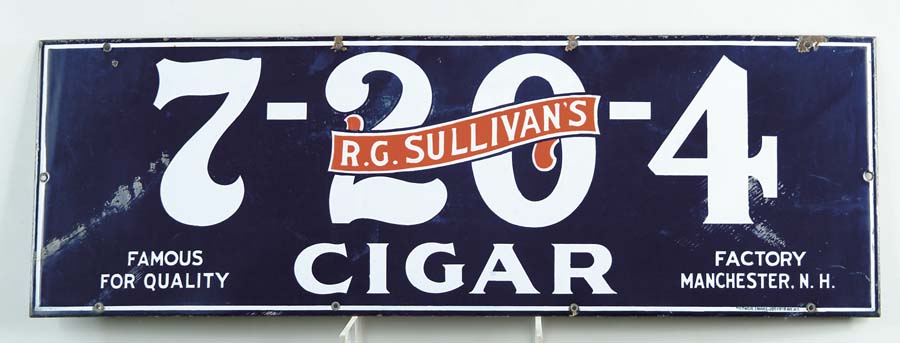 7-20-4
R.G. SULLIVAN'S
CIGAR
FAMOUS
FOR QUALITY
FACTORY
MANCHESTER, N. H.